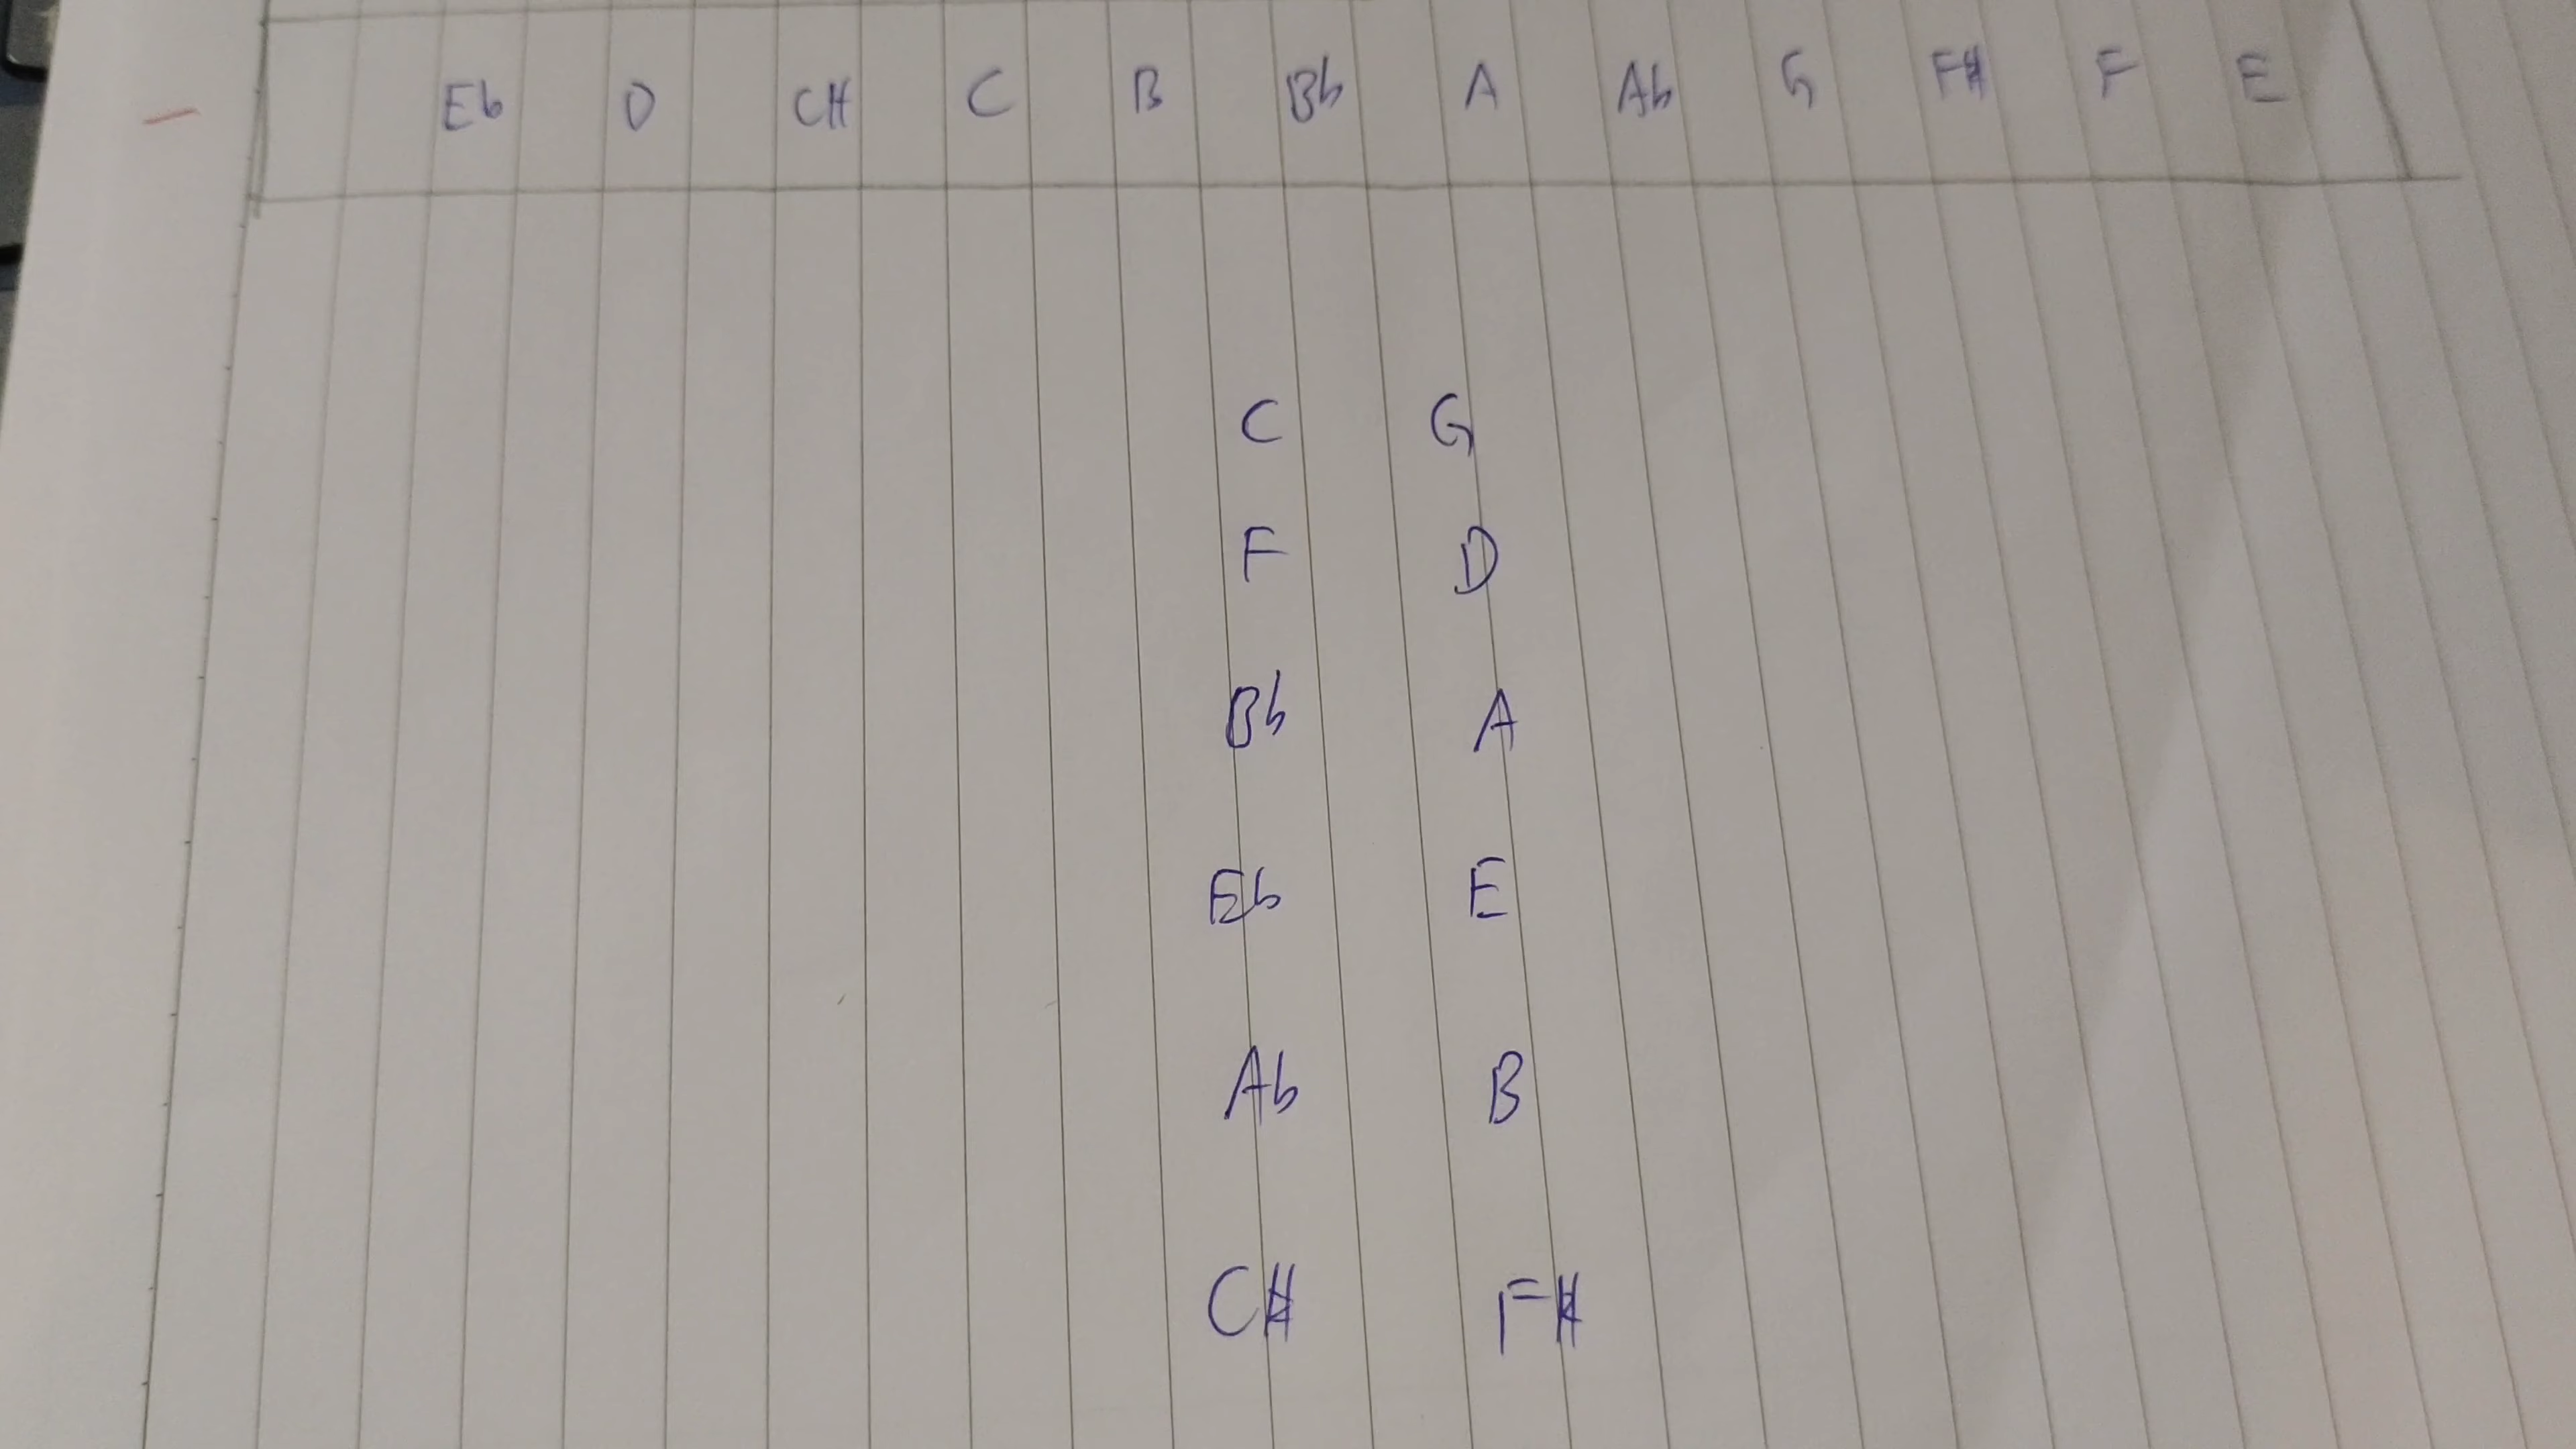 Eb D C# C B Bb A Ab G F# F E
C G
F D
Bb A
Eb E
Ab B
C# F#